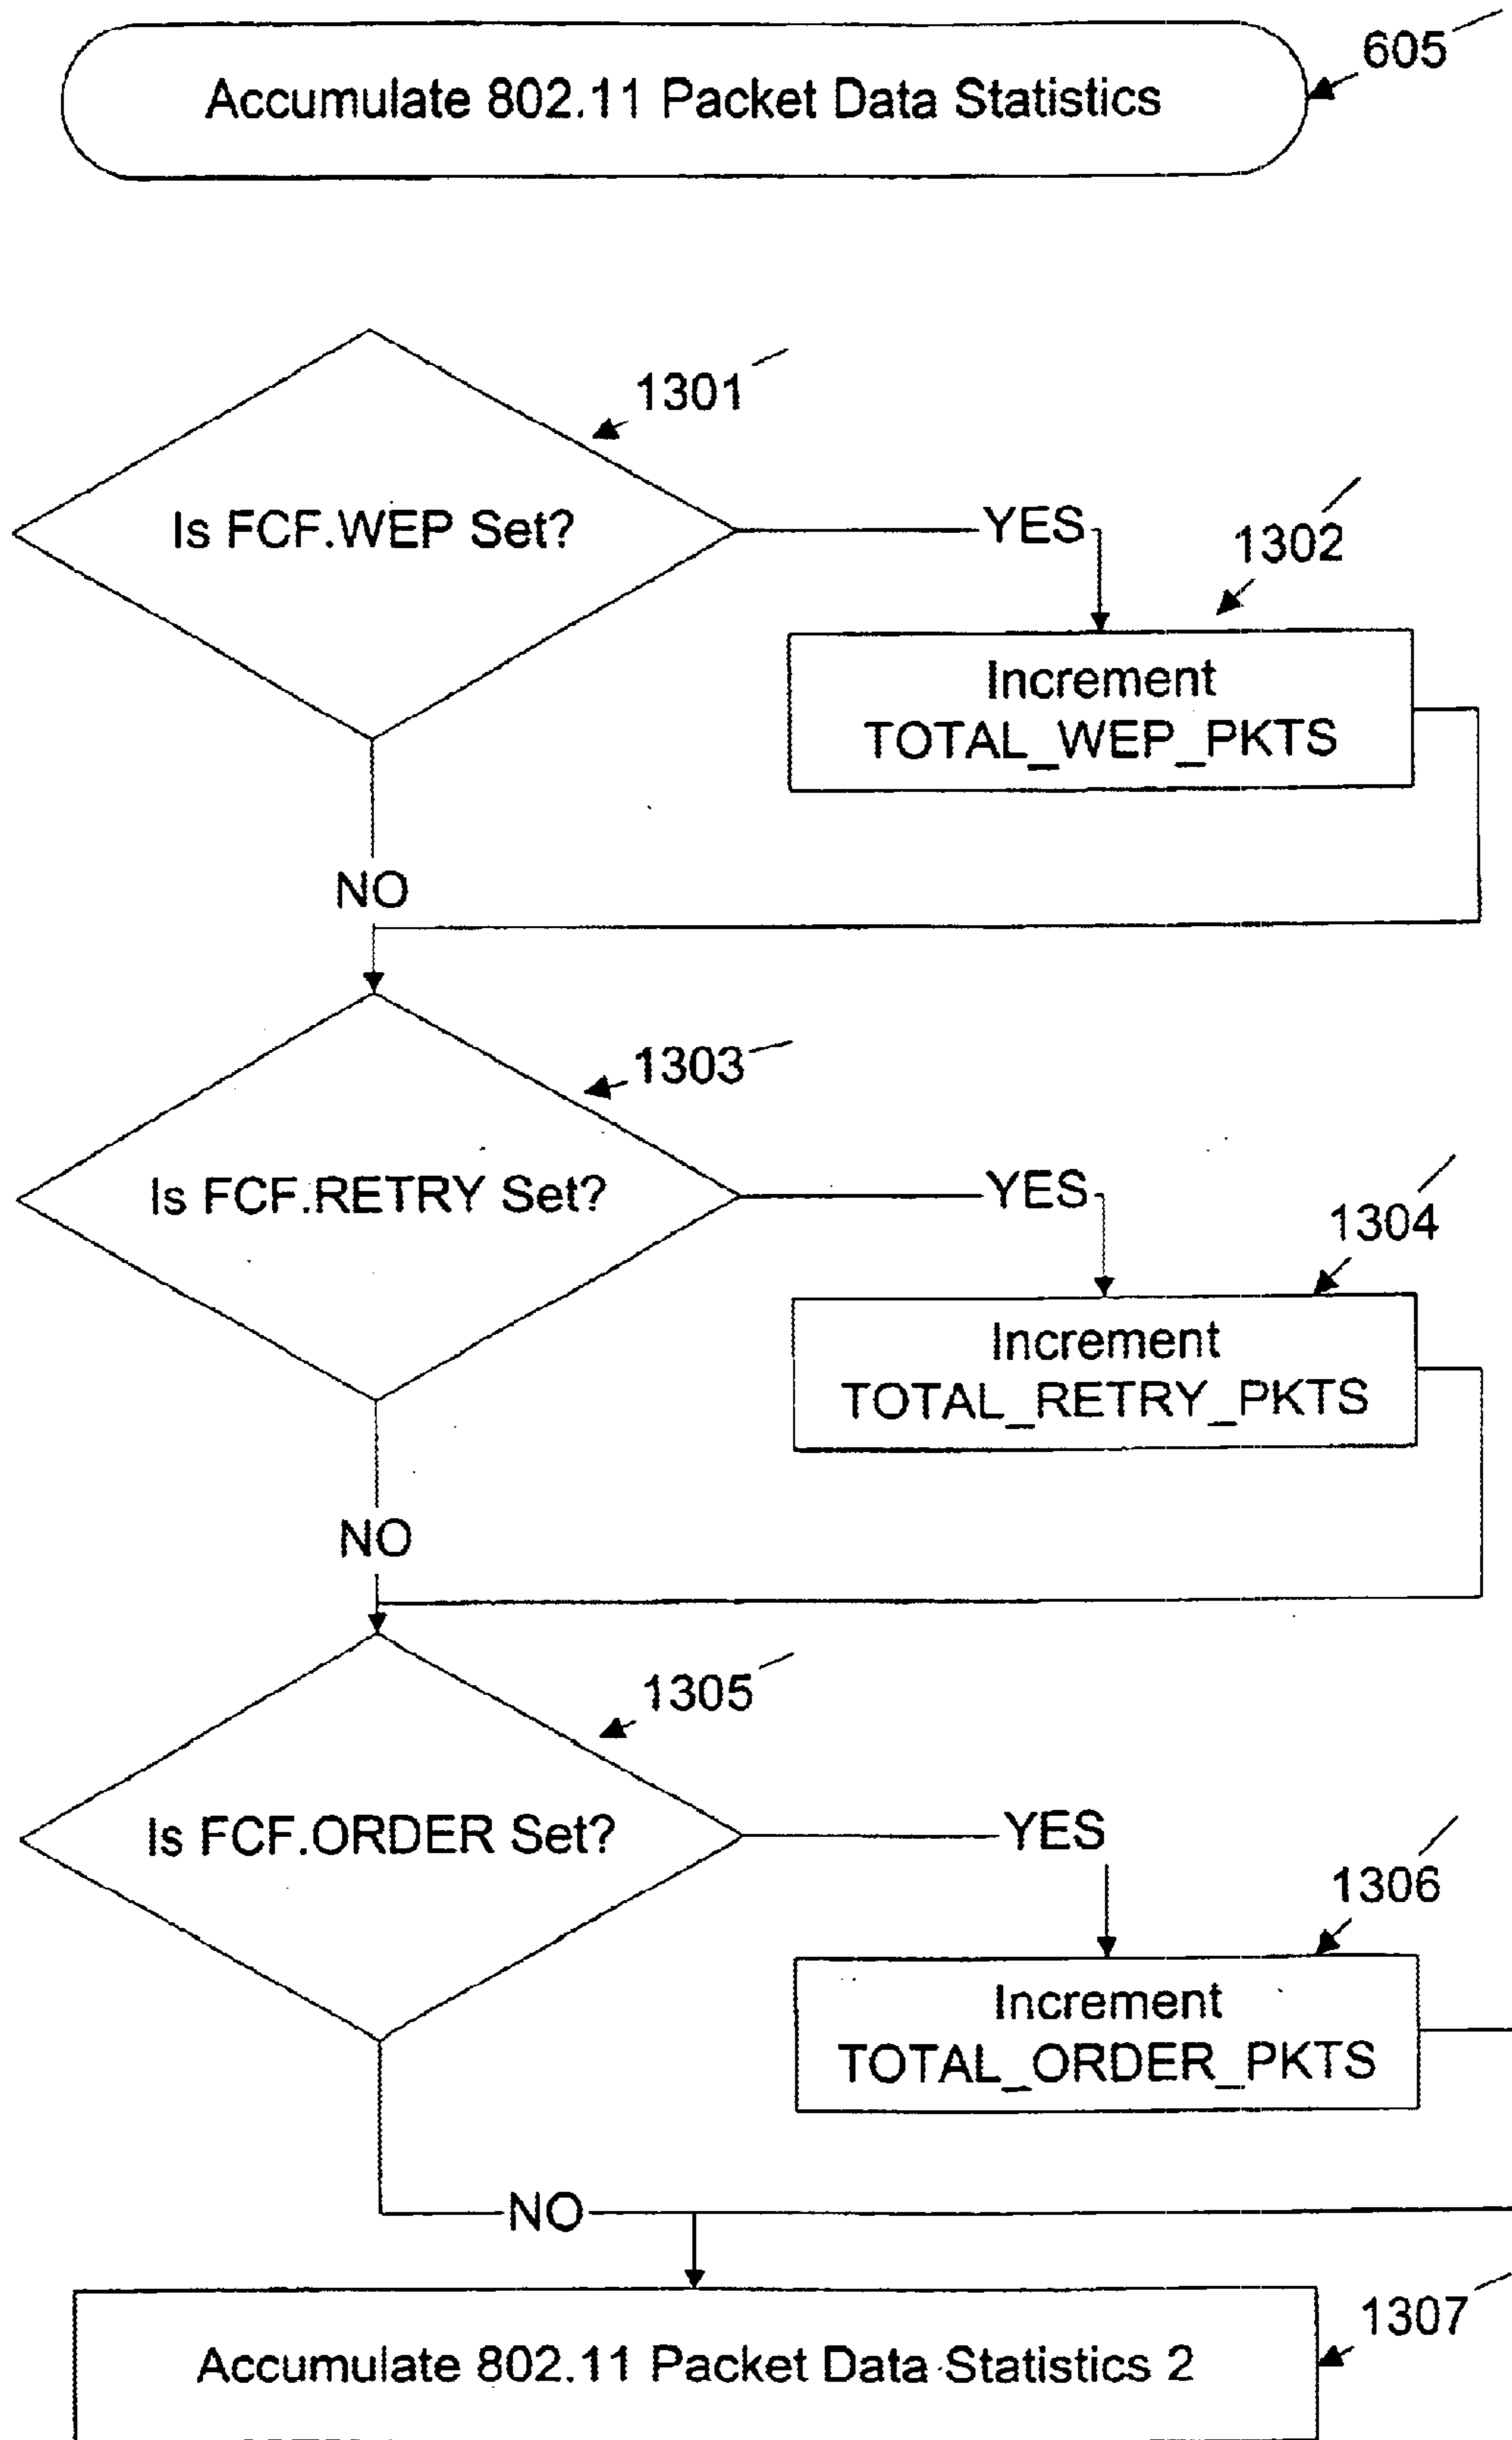 Accumulate 802.11 Packet Data Statistics
605
1301
Is FCF.WEP Set?
YES
1302
Increment
TOTAL_WEP_PKTS
NO
1303
Is FCF.RETRY Set?
YES
1304
Increment
TOTAL_RETRY_PKTS
NO
1305
Is FCF.ORDER Set?
YES
1306
Increment
TOTAL_ORDER_PKTS
NO
1307
Accumulate 802.11 Packet Data Statistics 2